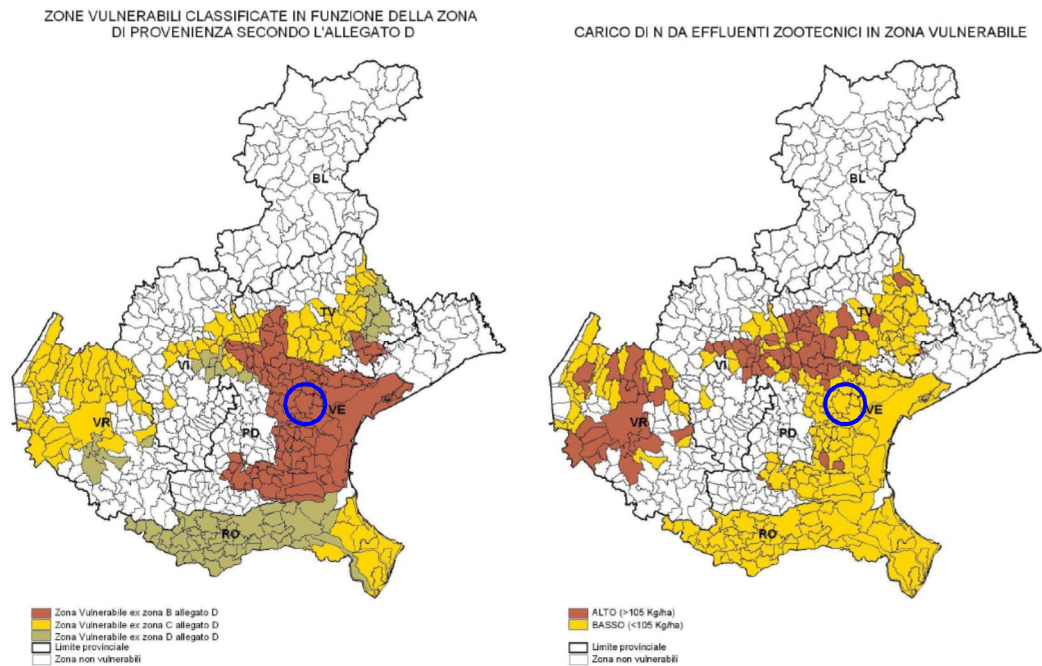 ZONE VULNERABILI CLASSIFICATE IN FUNZIONE DELLA ZONA
DI PROVENIENZA SECONDO L'ALLEGATO D
BL
TV
VI
VE
VR
PD
RO
Zona Vulnerabile ex zona B allegato D
Zona Vulnerabile ex zona C allegato D
Zona Vulnerabile ex zona D allegato D
Limite provinciale
Zona non vulnerabili
CARICO DI N DA EFFLUENTI ZOOTECNICI IN ZONA VULNERABILE
BL
TV
VI
VE
VR
PD
RO
ALTO (>105 Kg/ha)
BASSO (<105 Kg/ha)
Limite provinciale
Zona non vulnerabili